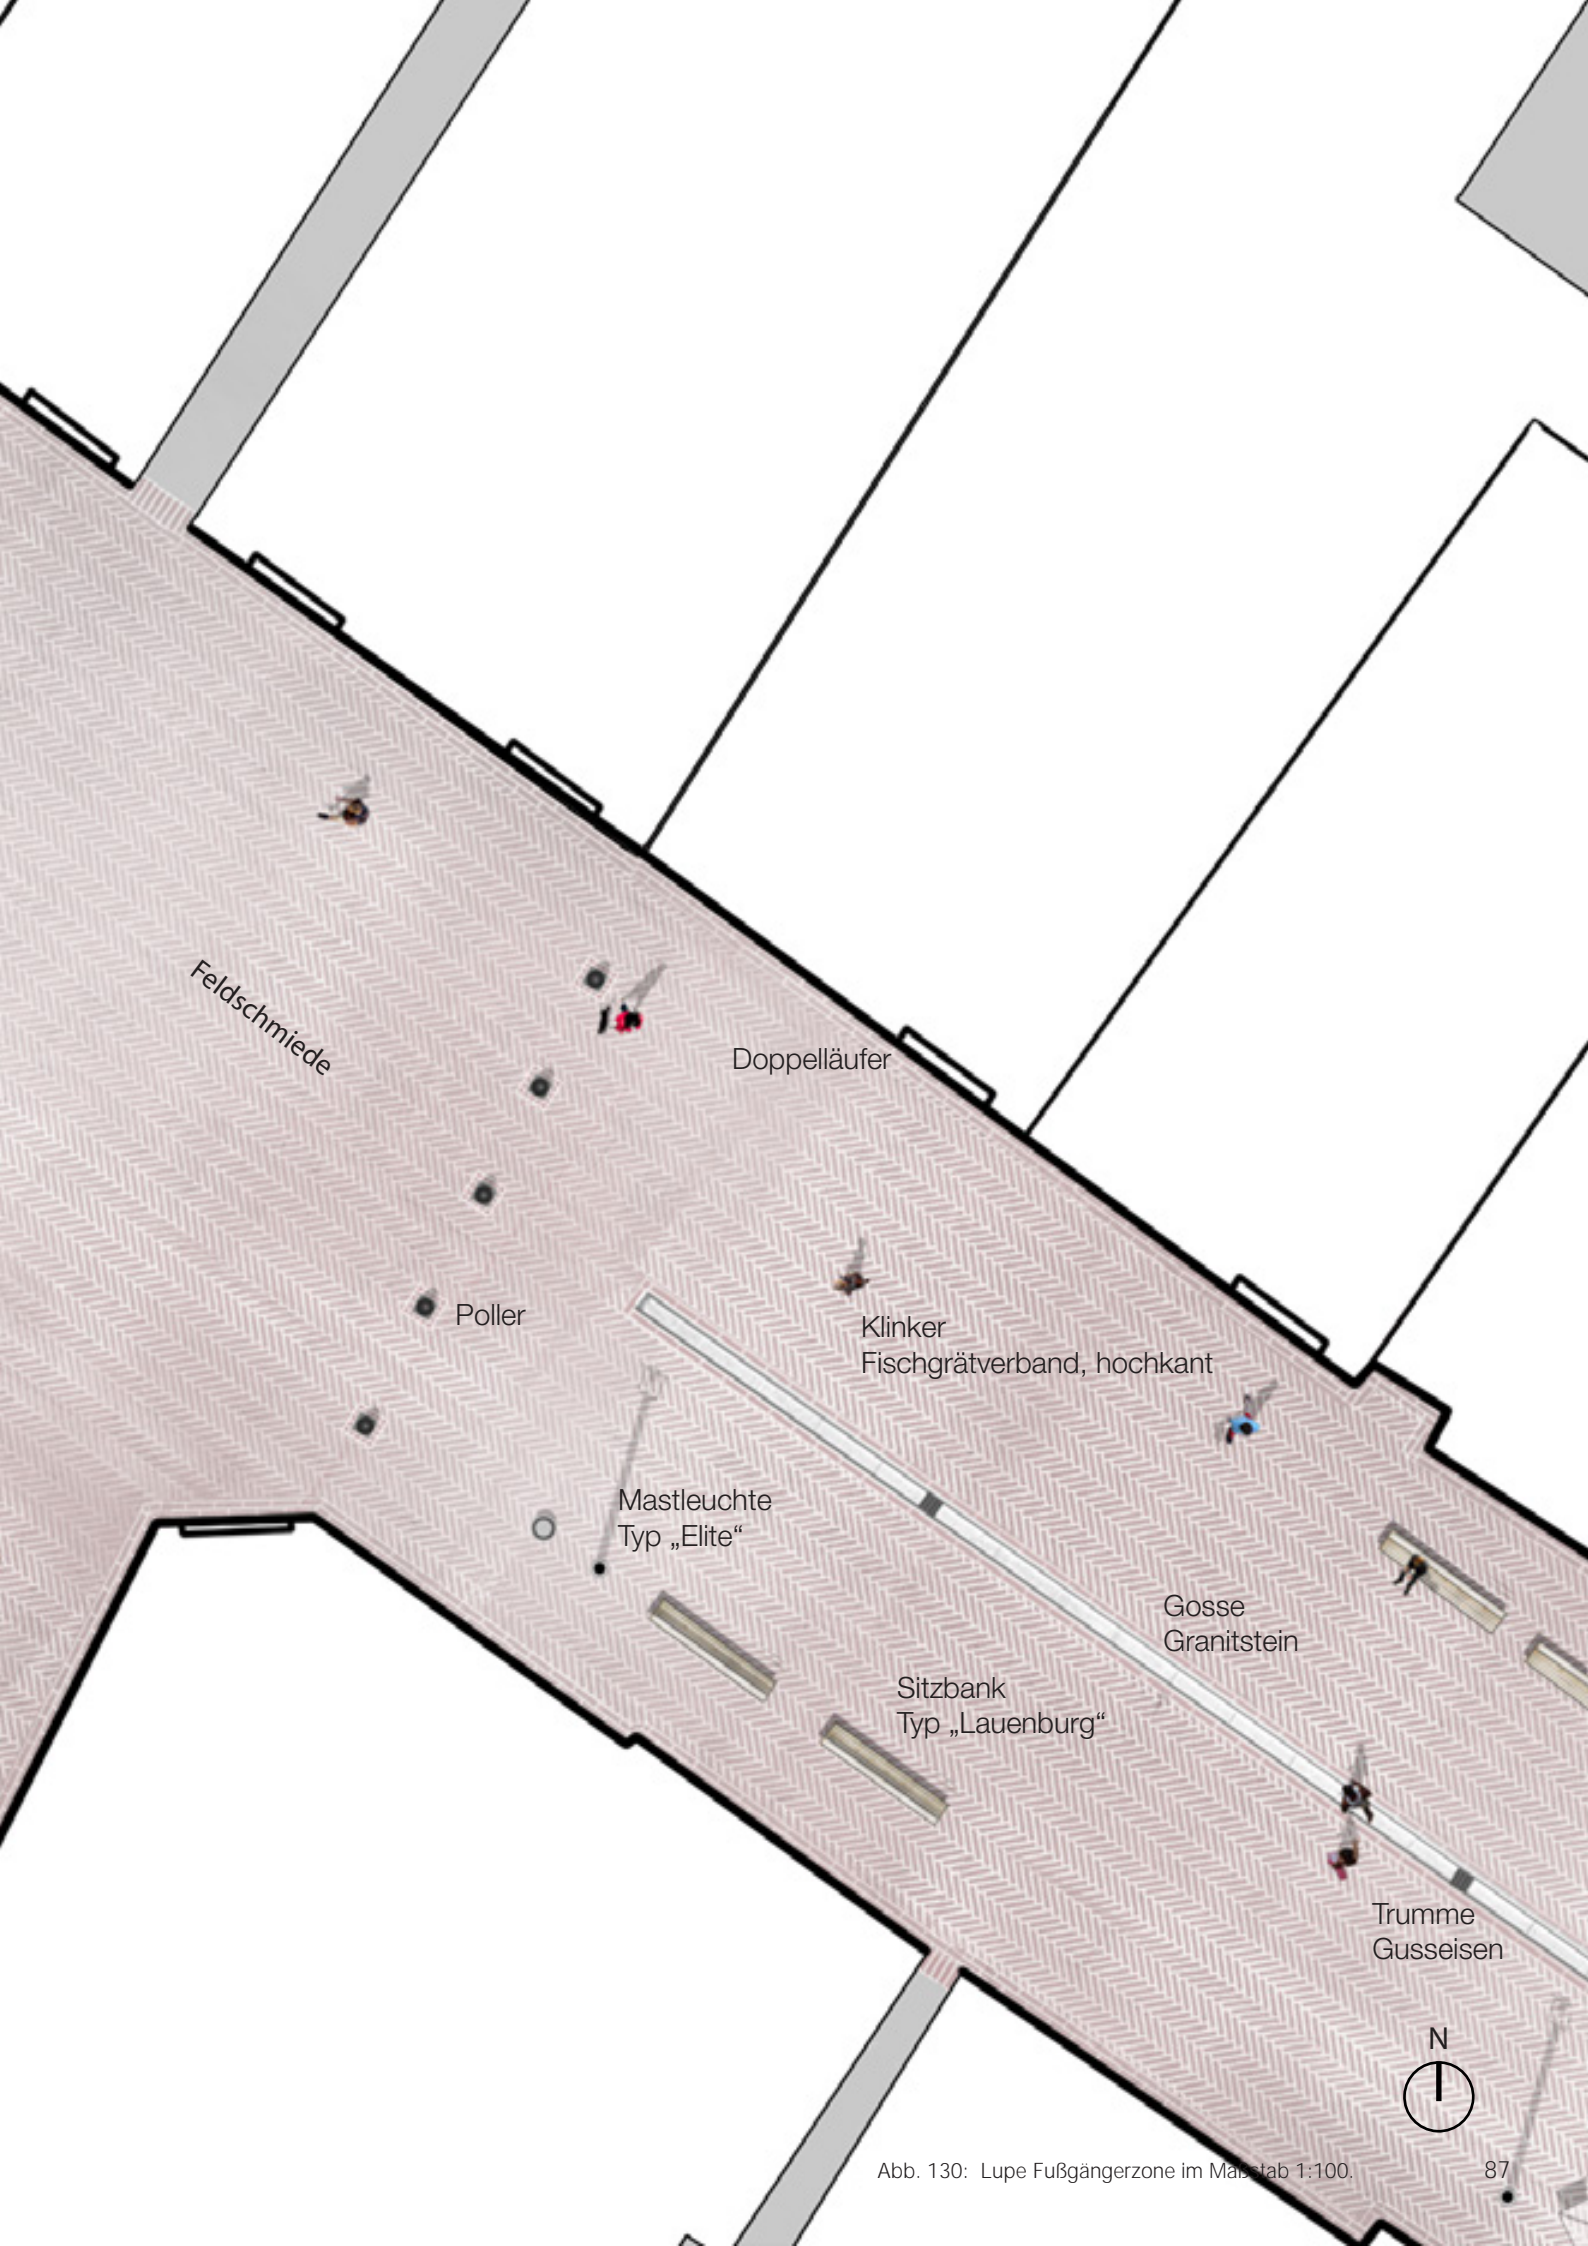 Feldschmiede
Doppelläufer
Poller
Klinker
Fischgrätverband, hochkant
Mastleuchte
Typ „Elite“
Gosse
Granitstein
Sitzbank
Typ „Lauenburg“
Trumme
Gusseisen
N
Abb. 130: Lupe Fußgängerzone im Maßstab 1:100.
87